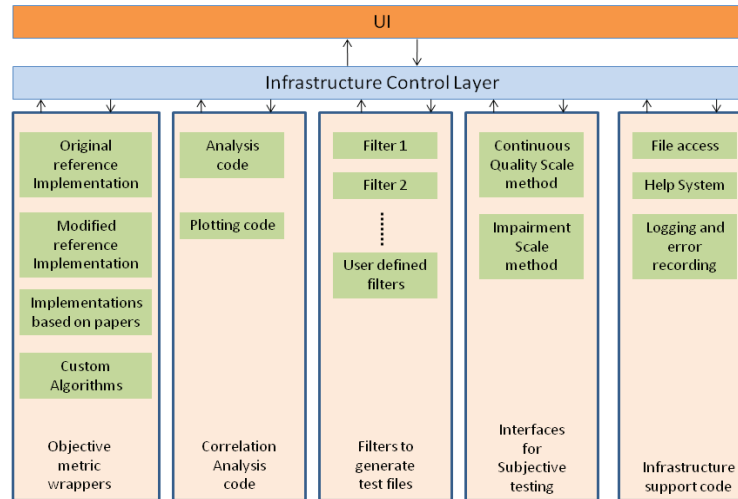 UI
Infrastructure Control Layer
Original
reference
Implementation
Modified
reference
Implementation
Implementations
based on papers
Custom
Algorithms
Objective
metric
wrappers
Analysis
code
Plotting code
Correlation
Analysis
code
Filter 1
Filter 2
User defined
filters
Filters to
generate
test files
Continuous
Quality Scale
method
Impairment
Scale
method
Interfaces
for
Subjective
testing
File access
Help System
Logging and
error
recording
Infrastructure
support code